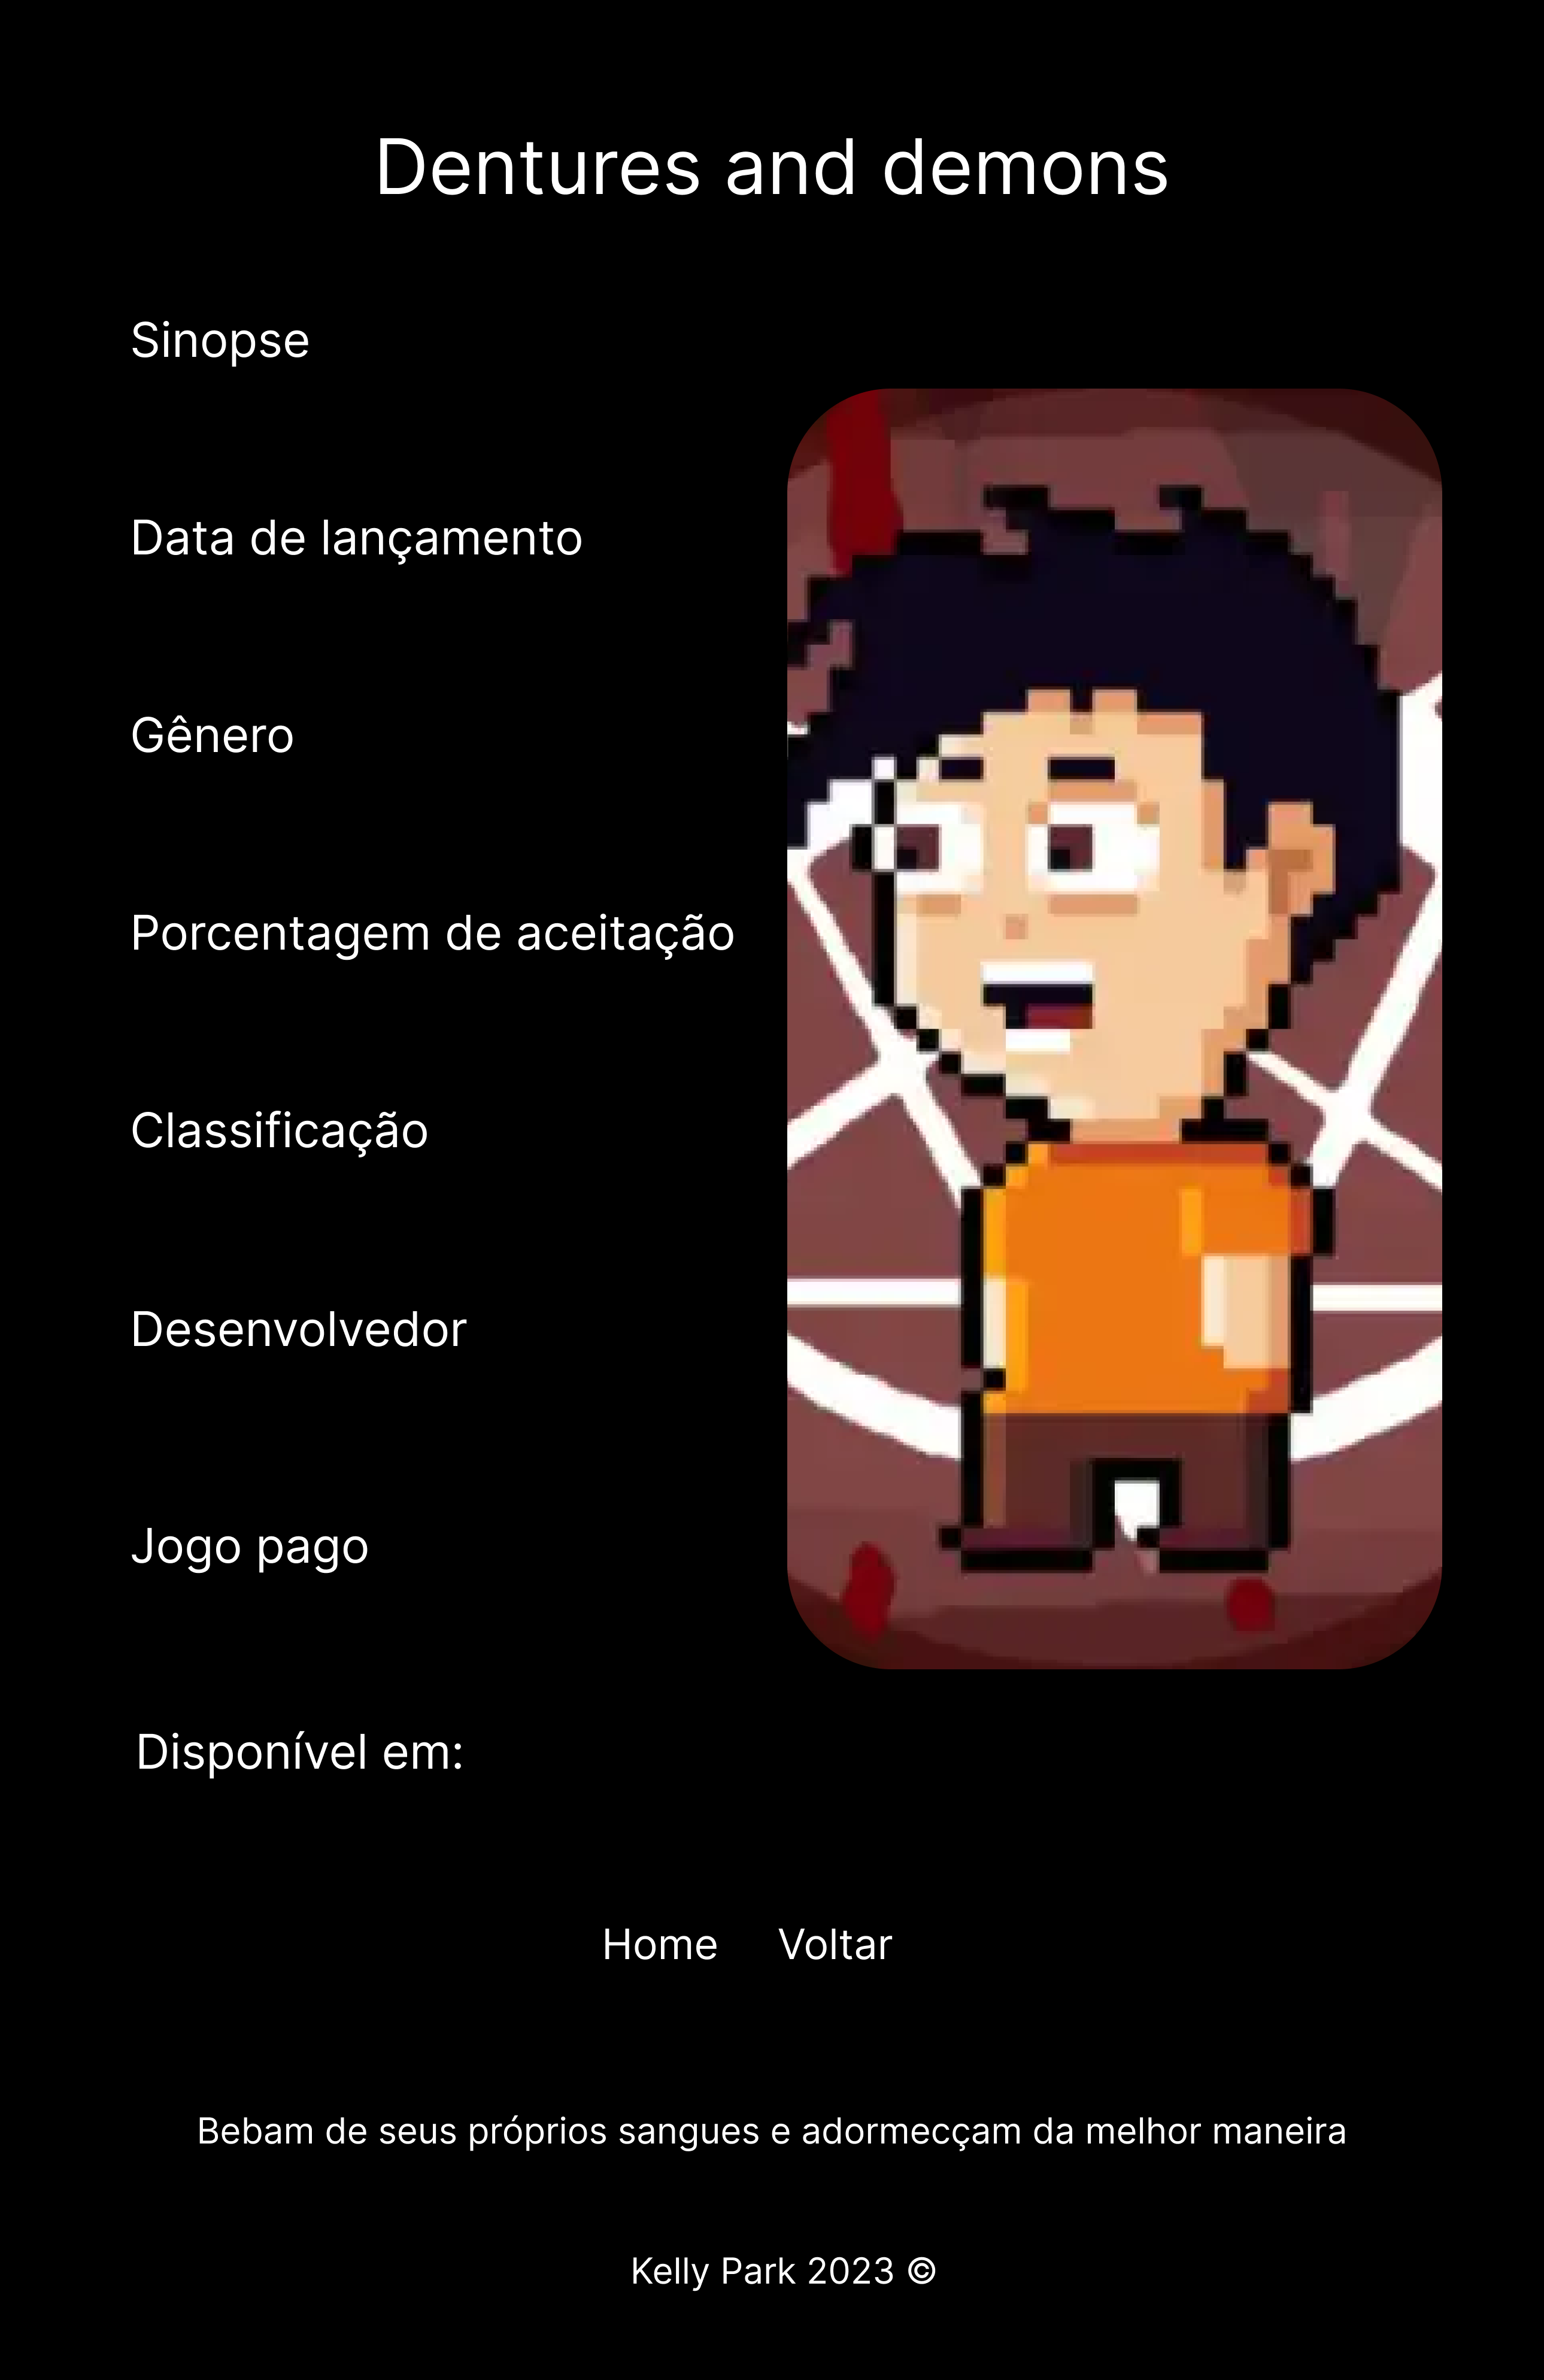 Dentures and demons
Sinopse
Data de lançamento
Gênero
Porcentagem de aceitação
Classificação
Desenvolvedor
Jogo pago
Disponível em:
Home Voltar
Bebam de seus próprios sangues e adormecçam da melhor maneira
Kelly Park 2023 ©